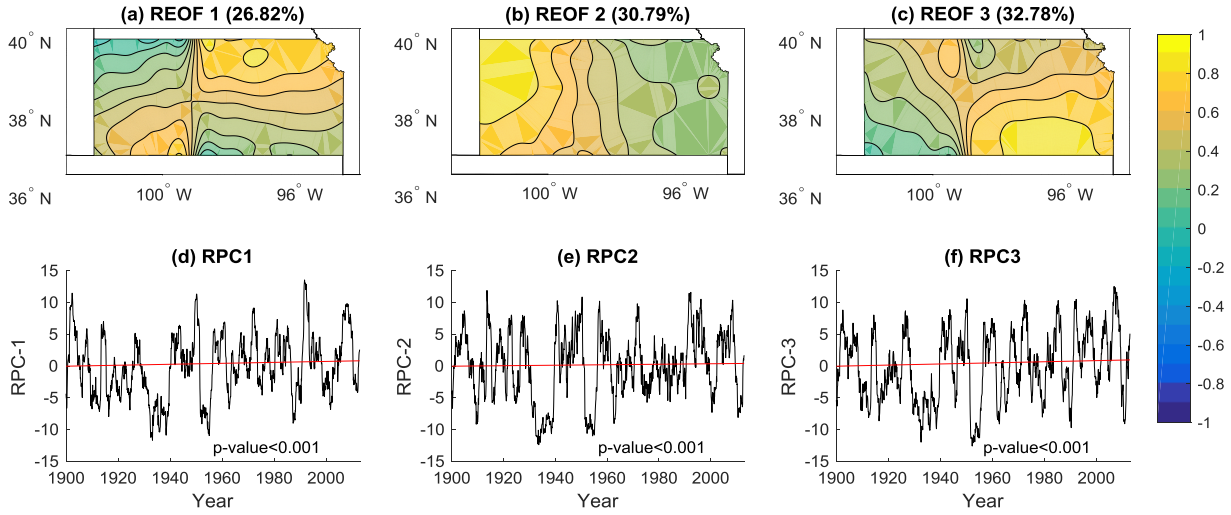 (a) REOF 1 (26.82%)
(b) REOF 2 (30.79%)
(c) REOF 3 (32.78%)
40° N
38° N
36° N
100° W
96° W
40° N
38° N
36° N
100° W
96° W
40° N
38° N
36° N
100° W
96° W
1
0.8
0.6
0.4
0.2
0
-0.2
-0.4
-0.6
-0.8
-1
(d) RPC1
15
10
5
0
-5
-10
-15
RPC-1
p-value<0.001
1900
1920
1940
1960
1980
2000
Year
(e) RPC2
15
10
5
0
-5
-10
-15
RPC-2
p-value<0.001
1900
1920
1940
1960
1980
2000
Year
(f) RPC3
15
10
5
0
-5
-10
-15
RPC-3
p-value<0.001
1900
1920
1940
1960
1980
2000
Year